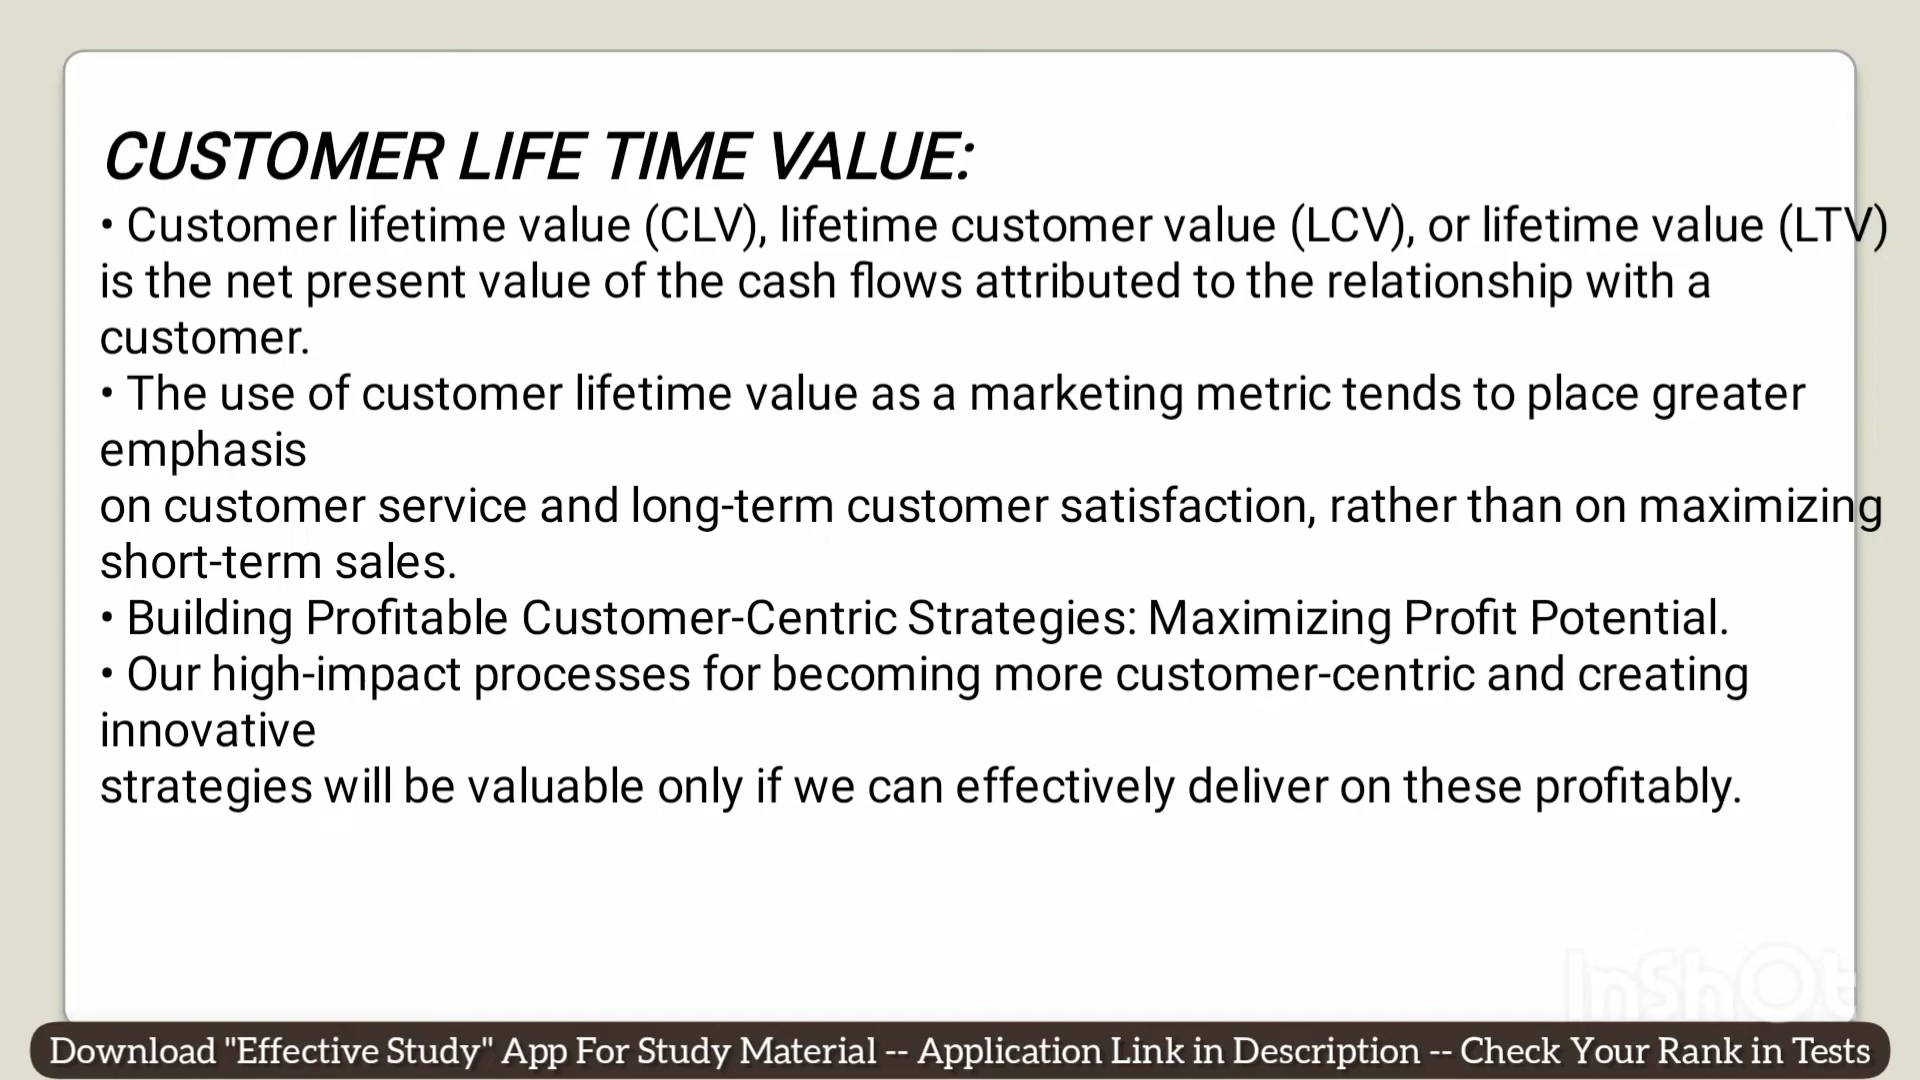 CUSTOMER LIFE TIME VALUE:
• Customer lifetime value (CLV), lifetime customer value (LCV), or lifetime value (LTV)
is the net present value of the cash flows attributed to the relationship with a
customer.
• The use of customer lifetime value as a marketing metric tends to place greater
emphasis
on customer service and long-term customer satisfaction, rather than on maximizing
short-term sales.
• Building Profitable Customer-Centric Strategies: Maximizing Profit Potential.
• Our high-impact processes for becoming more customer-centric and creating
innovative
strategies will be valuable only if we can effectively deliver on these profitably.
InShOt
Download "Effective Study" App For Study Material -- Application Link in Description -- Check Your Rank in Tests